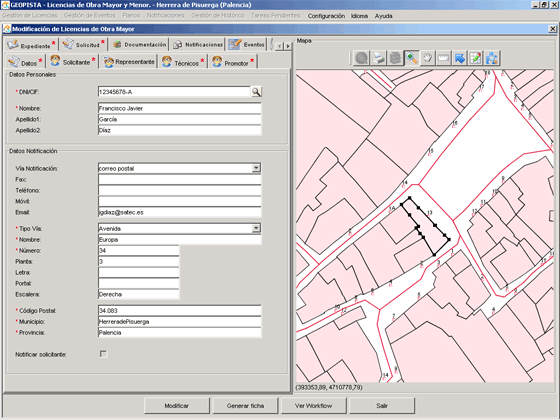 GEOPISTA - Licencias de Obra Mayor y Menor. - Herrera de Pisuerga (Palencia)
Gestión de Licencias Gestión de Eventos Planos Notificaciones Gestión de Histórico Tareas Pendientes Configuración Idioma Ayuda
Modificación de Licencias de Obra Mayor
Expediente * Solicitud * Documentación Notificaciones Eventos
Datos * Solicitante * Representante Técnicos * Promotor *
Datos Personales
* DNI/CIF: 12345678-A
* Nombre: Francisco Javier
Apellido1: García
Apellido2: Díaz
Datos Notificación
Vía Notificación: correo postal
Fax:
Teléfono:
Móvil:
Email: jgdiaz@satec.es
* Tipo Vía: Avenida
* Nombre: Europa
* Número: 34
Planta: 3
Letra:
Portal:
Escalera: Derecha
* Código Postal: 34.083
* Municipio: HerreradePisuerga
* Provincia: Palencia
Notificar solicitante:
Mapa
(393353,89, 4710778,79)
Modificar Generar ficha Ver Workflow Salir